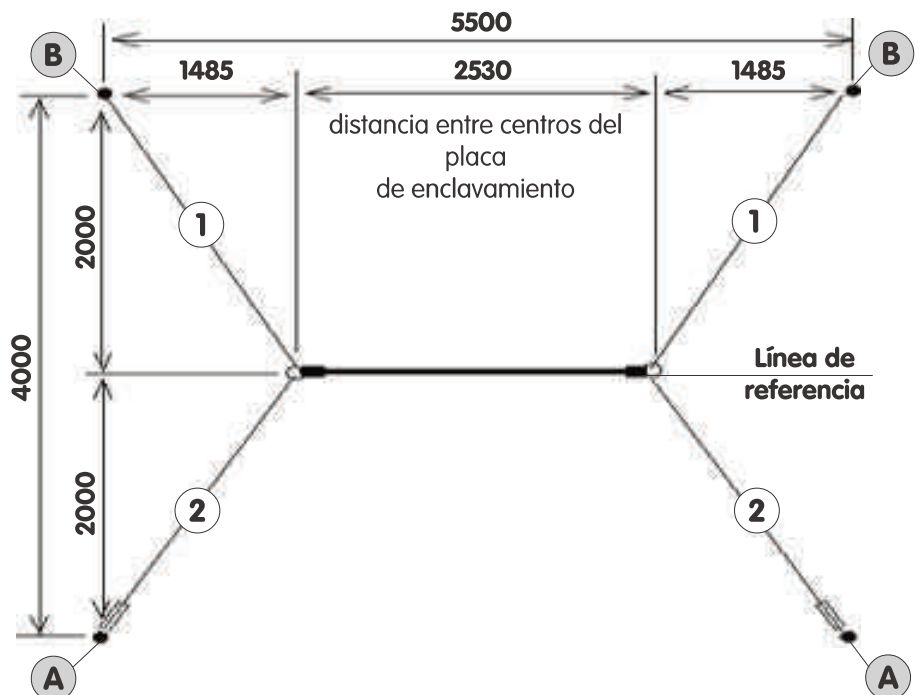 5500
B
B
1485
2530
1485
distancia entre centros del
placa
de enclavamiento
1
1
2000
4000
Línea de
referencia
2000
2
2
A
A